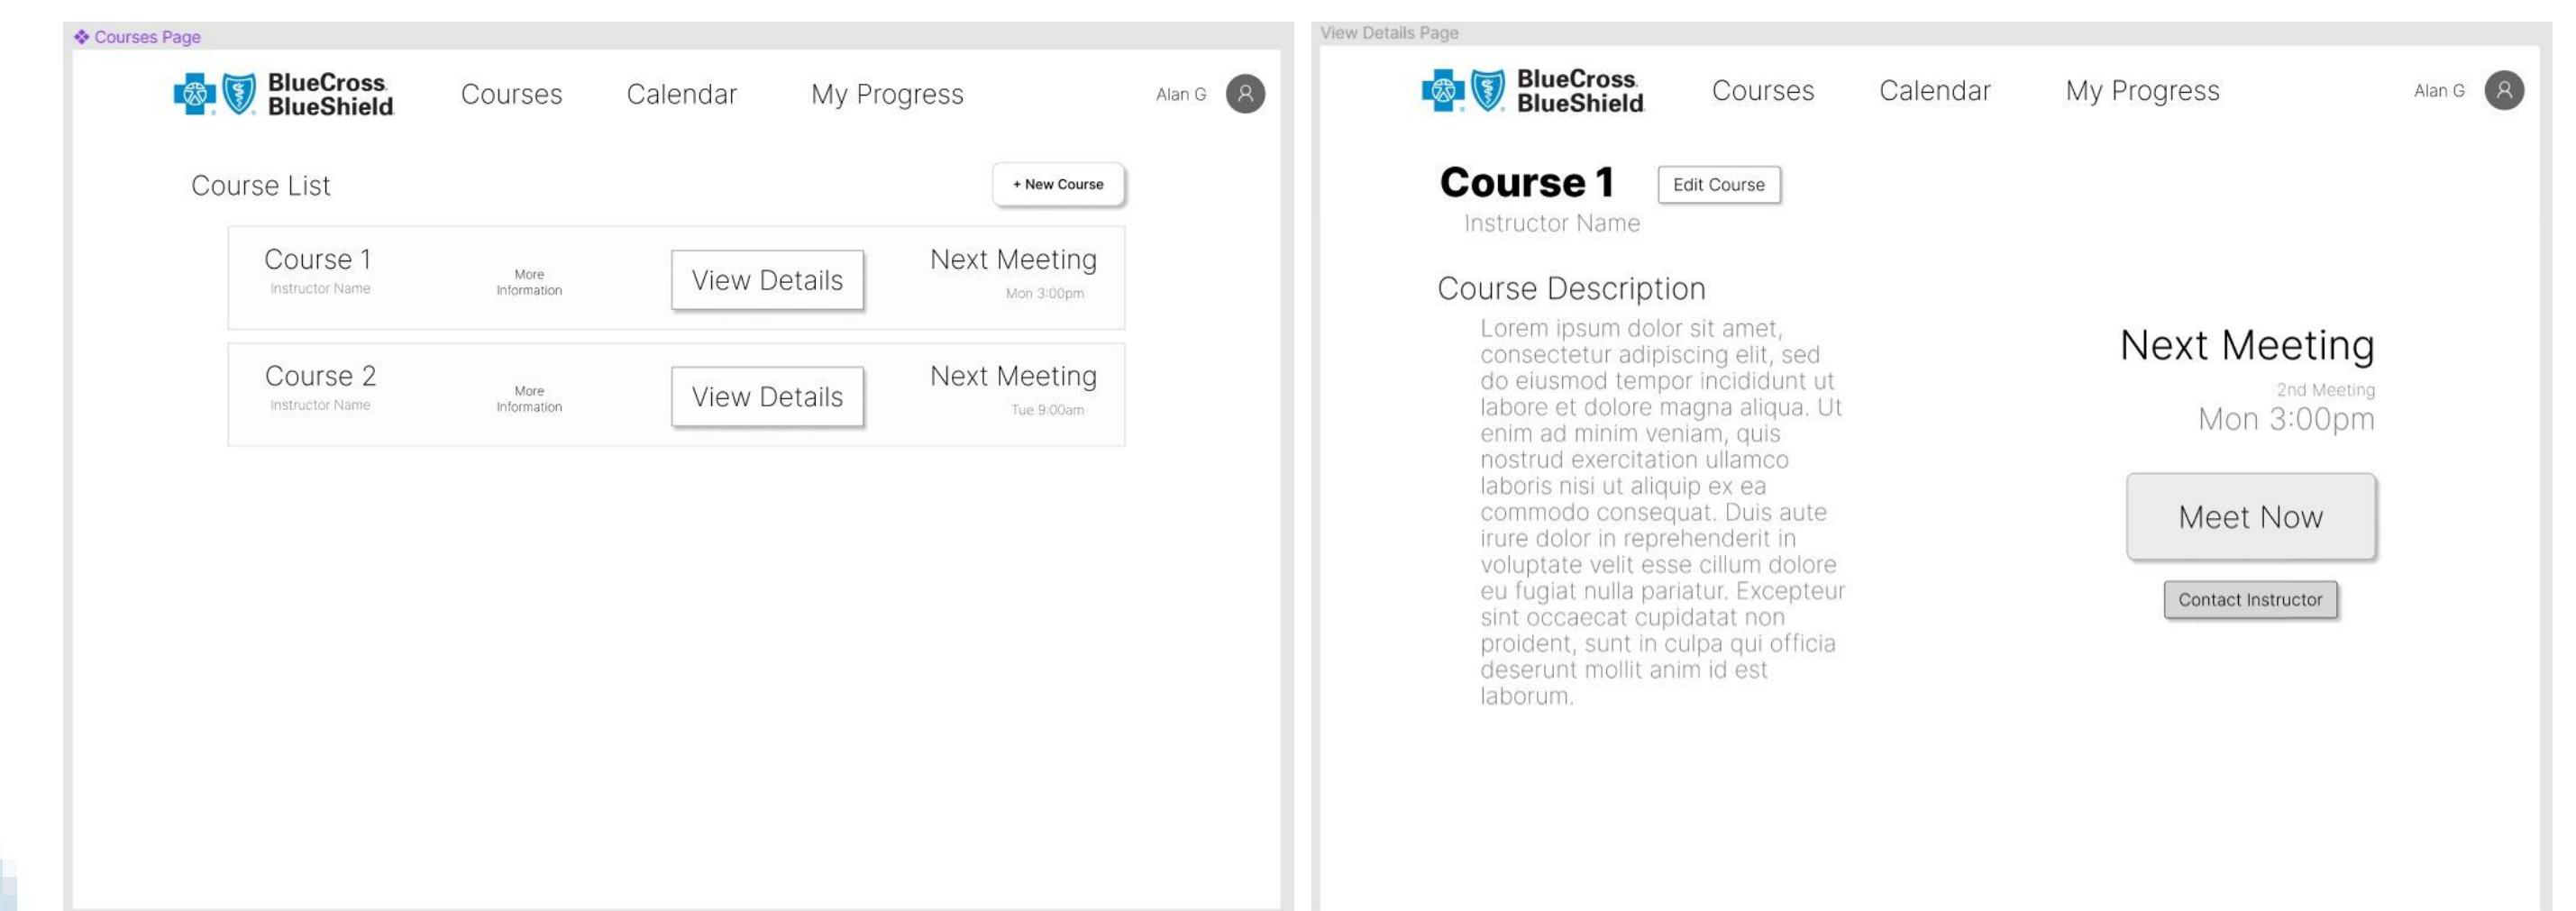 Courses Page
BlueCross
BlueShield
Courses
Calendar
My Progress
Alan G
Course List
+ New Course
Course 1
Instructor Name
More
Information
View Details
Next Meeting
Mon 3:00pm
Course 2
Instructor Name
More
Information
View Details
Next Meeting
Tue 9:00am
View Details Page
BlueCross
BlueShield
Courses
Calendar
My Progress
Alan G
Course 1
Edit Course
Instructor Name
Course Description
Lorem ipsum dolor sit amet,
consectetur adipiscing elit, sed
do eiusmod tempor incididunt ut
labore et dolore magna aliqua. Ut
enim ad minim veniam, quis
nostrud exercitation ullamco
laboris nisi ut aliquip ex ea
commodo consequat. Duis aute
irure dolor in reprehenderit in
voluptate velit esse cillum dolore
eu fugiat nulla pariatur. Excepteur
sint occaecat cupidatat non
proident, sunt in culpa qui officia
deserunt mollit anim id est
laborum.
Next Meeting
2nd Meeting
Mon 3:00pm
Meet Now
Contact Instructor